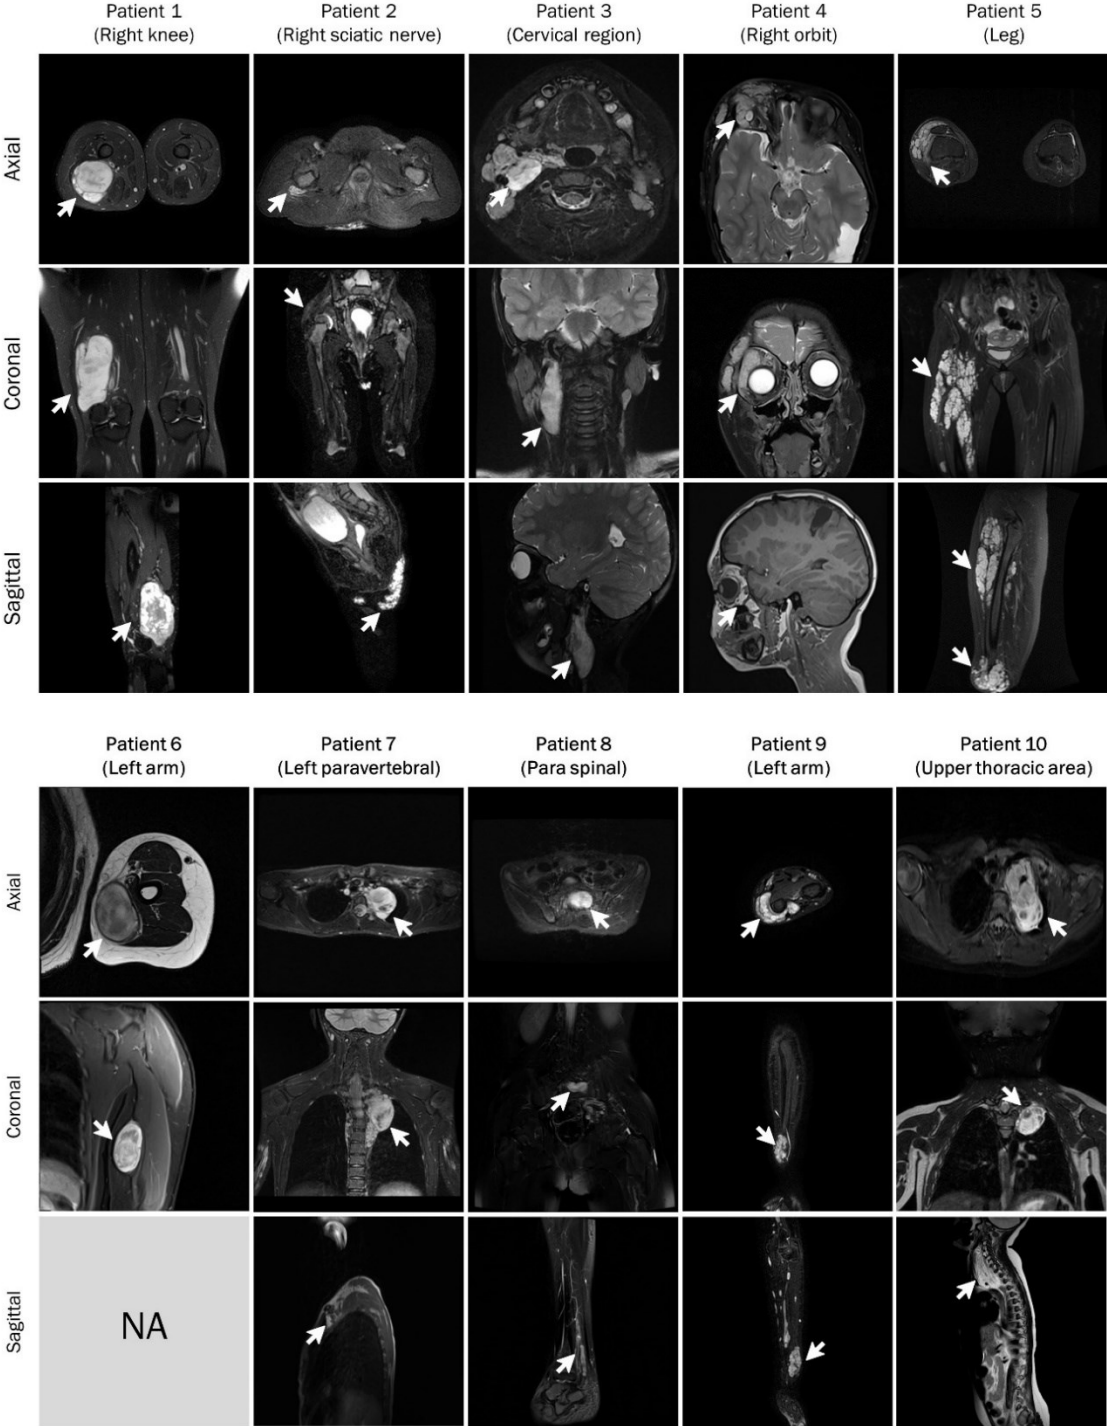 Patient 1
(Right knee)
Patient 2
(Right sciatic nerve)
Patient 3
(Cervical region)
Patient 4
(Right orbit)
Patient 5
(Leg)
Axial
Coronal
Sagittal
Patient 6
(Left arm)
Patient 7
(Left paravertebral)
Patient 8
(Para spinal)
Patient 9
(Left arm)
Patient 10
(Upper thoracic area)
Axial
Coronal
Sagittal
NA